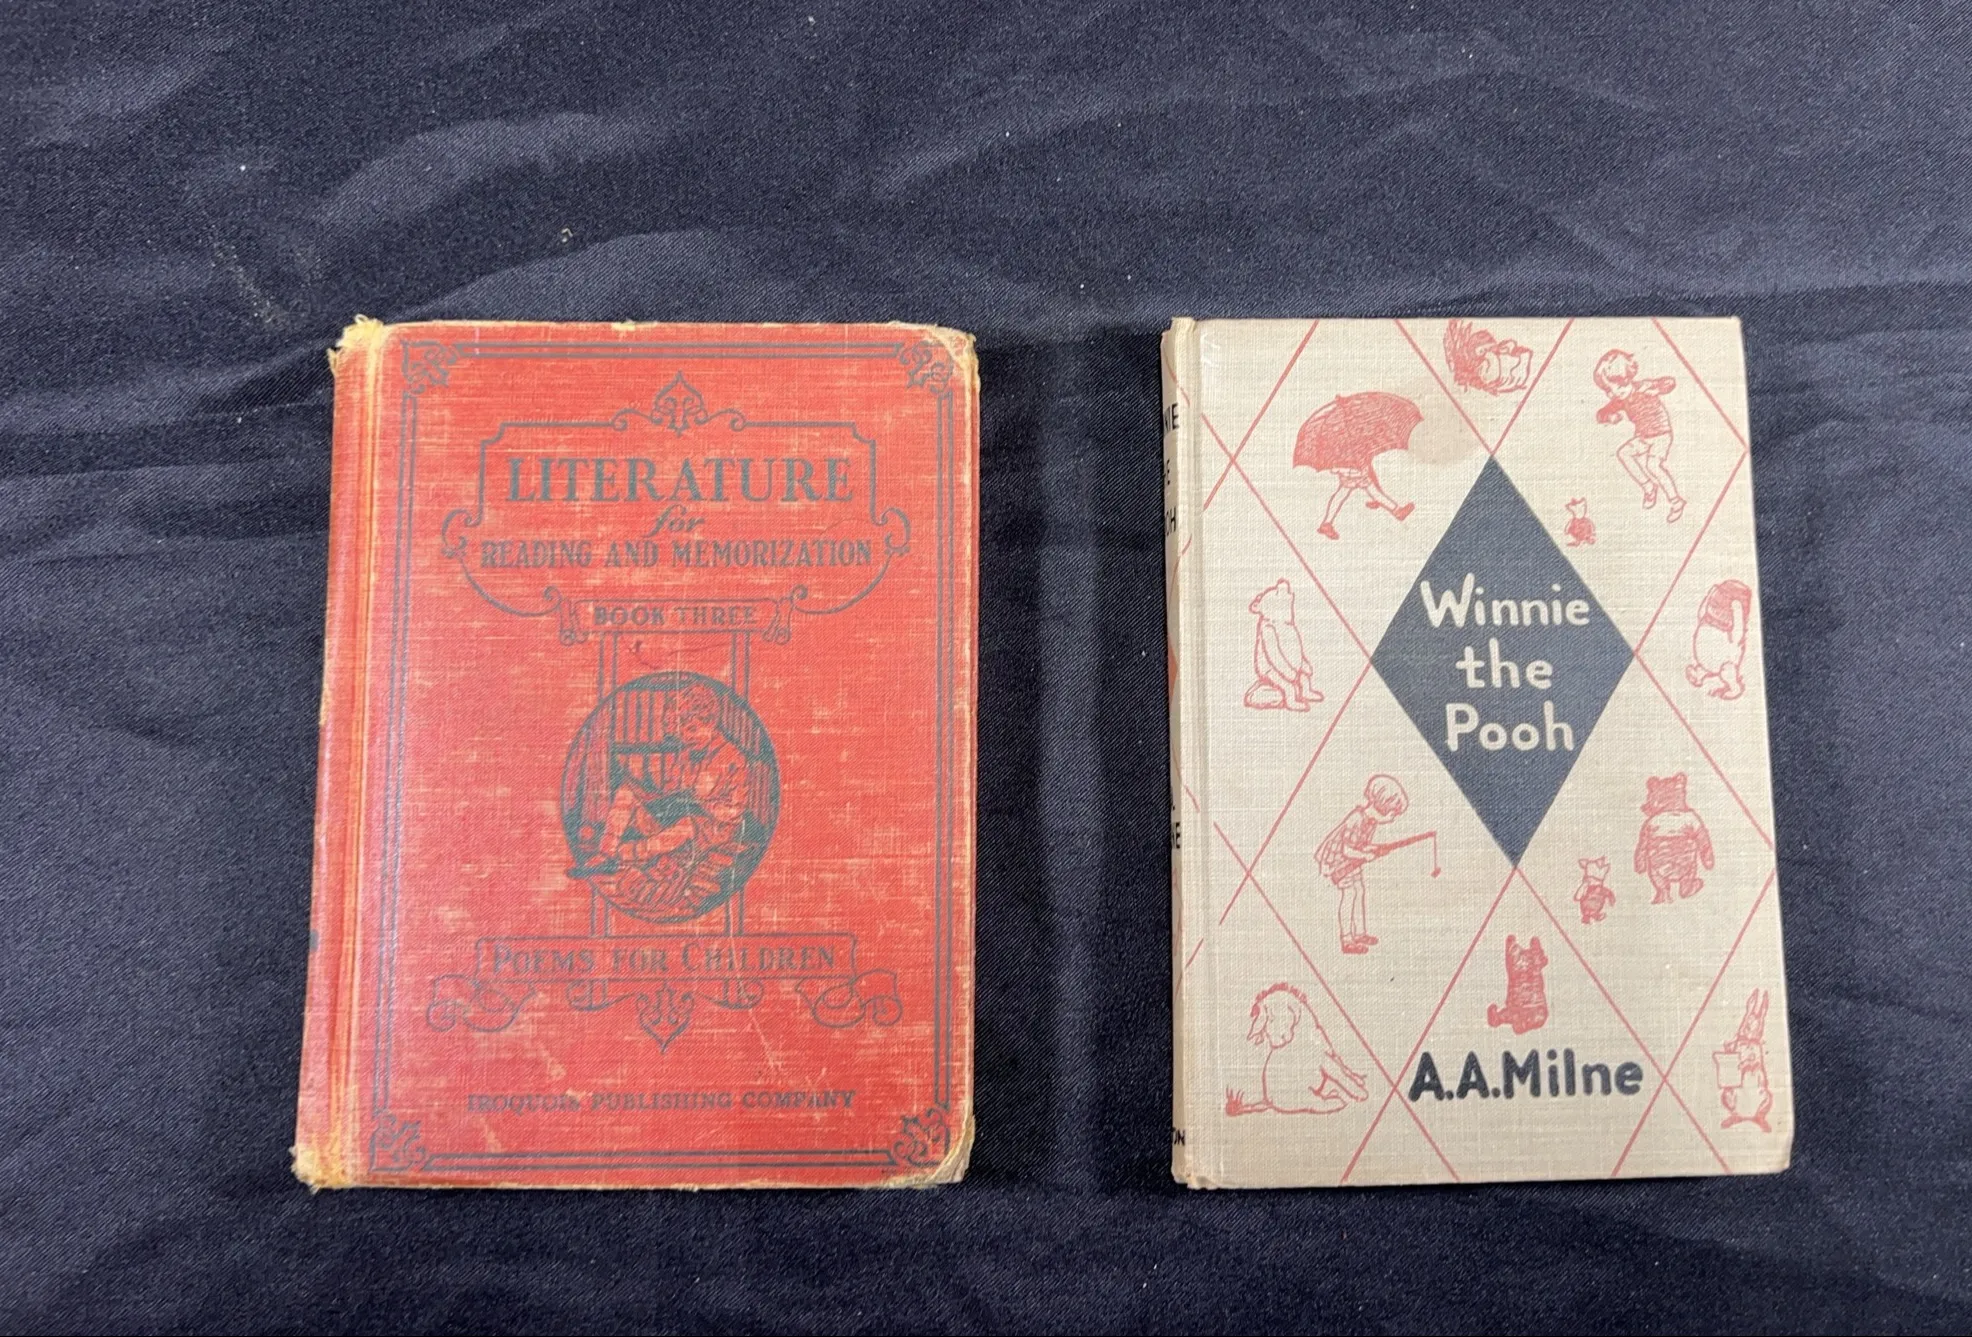 LITERATURE
for
READING AND MEMORIZATION
BOOK THREE
POEMS FOR CHILDREN
IROQUOIS PUBLISHING COMPANY
Winnie
the
Pooh
A.A.Milne